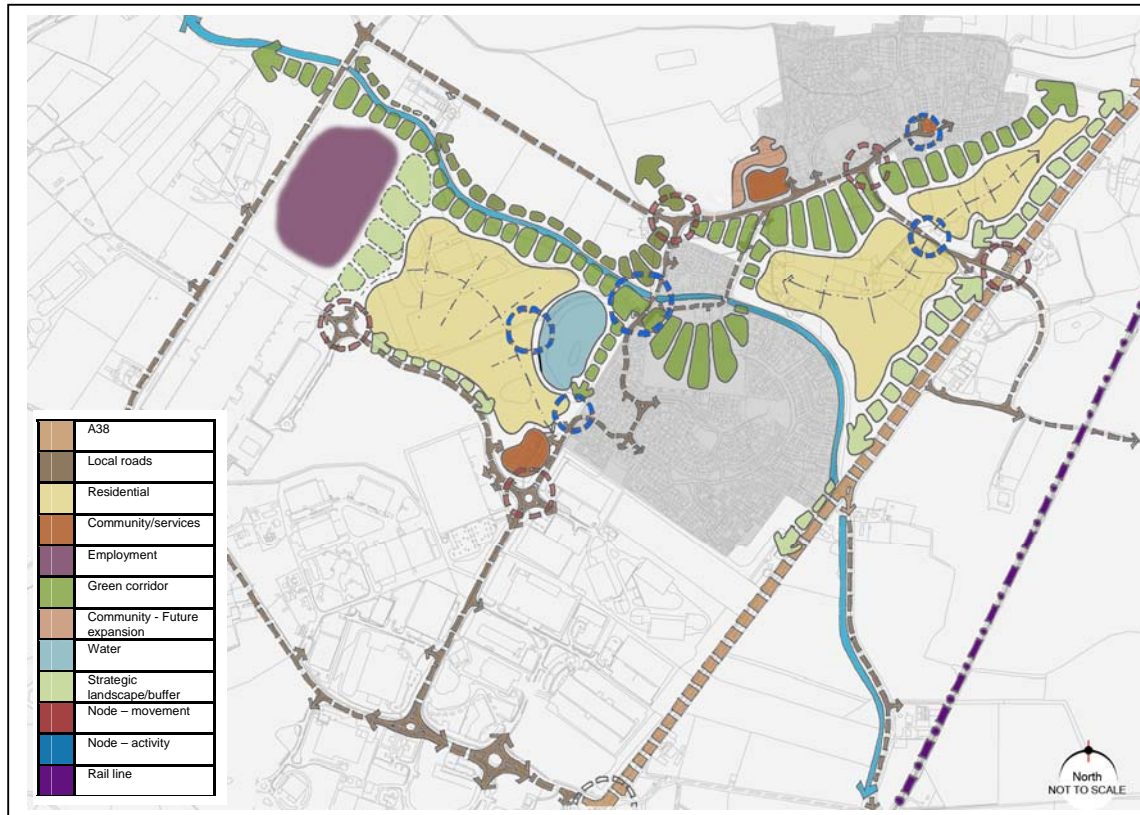 A38
Local roads
Residential
Community/services
Employment
Green corridor
Community - Future
expansion
Water
Strategic
landscape/buffer
Node – movement
Node – activity
Rail line
North
NOT TO SCALE